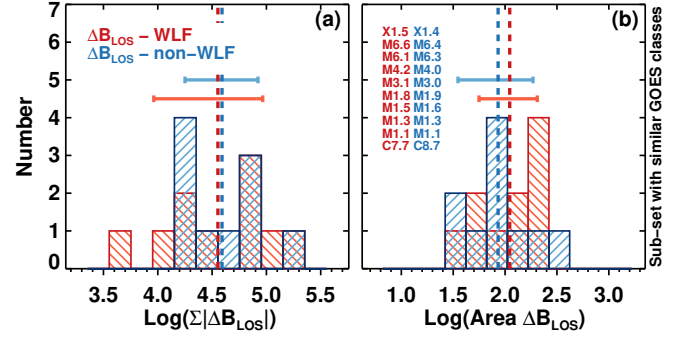 (a)
ΔB_LOS – WLF
ΔB_LOS – non-WLF
Number
7
6
5
4
3
2
1
0
3.5 4.0 4.5 5.0 5.5
Log(Σ|ΔB_LOS|)
(b)
X1.5 X1.4
M6.6 M6.4
M6.1 M6.3
M4.2 M4.0
M3.1 M3.0
M1.8 M1.9
M1.5 M1.6
M1.3 M1.3
M1.1 M1.1
C7.7 C8.7
1.0 1.5 2.0 2.5 3.0
Log(Area ΔB_LOS)
Sub-set with similar GOES classes